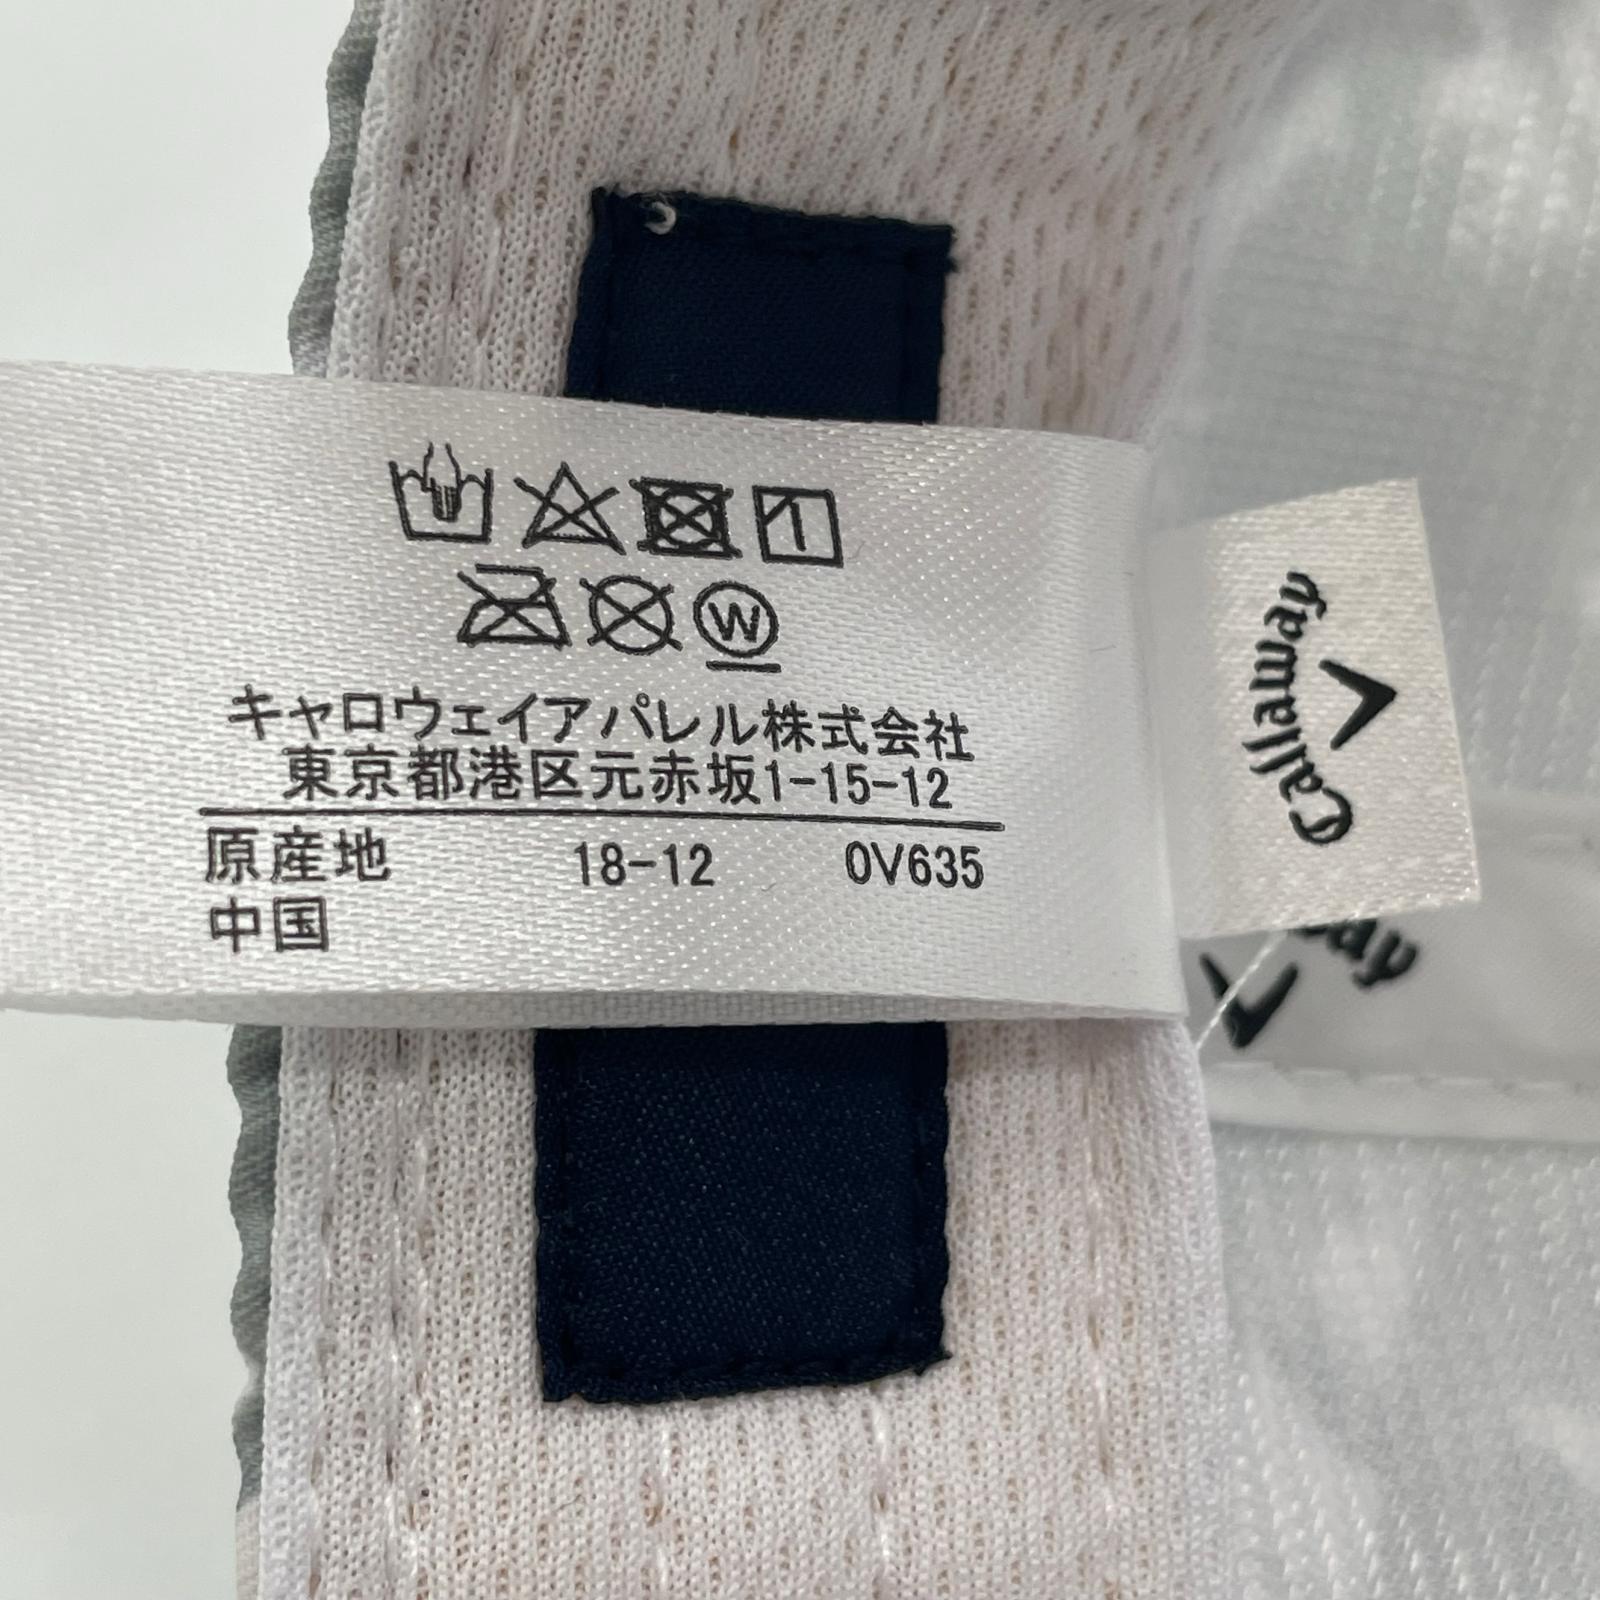 W
キャロウェイアパレル株式会社
東京都港区元赤坂1-15-12
原産地 18-12 0V635
中国
Callaway